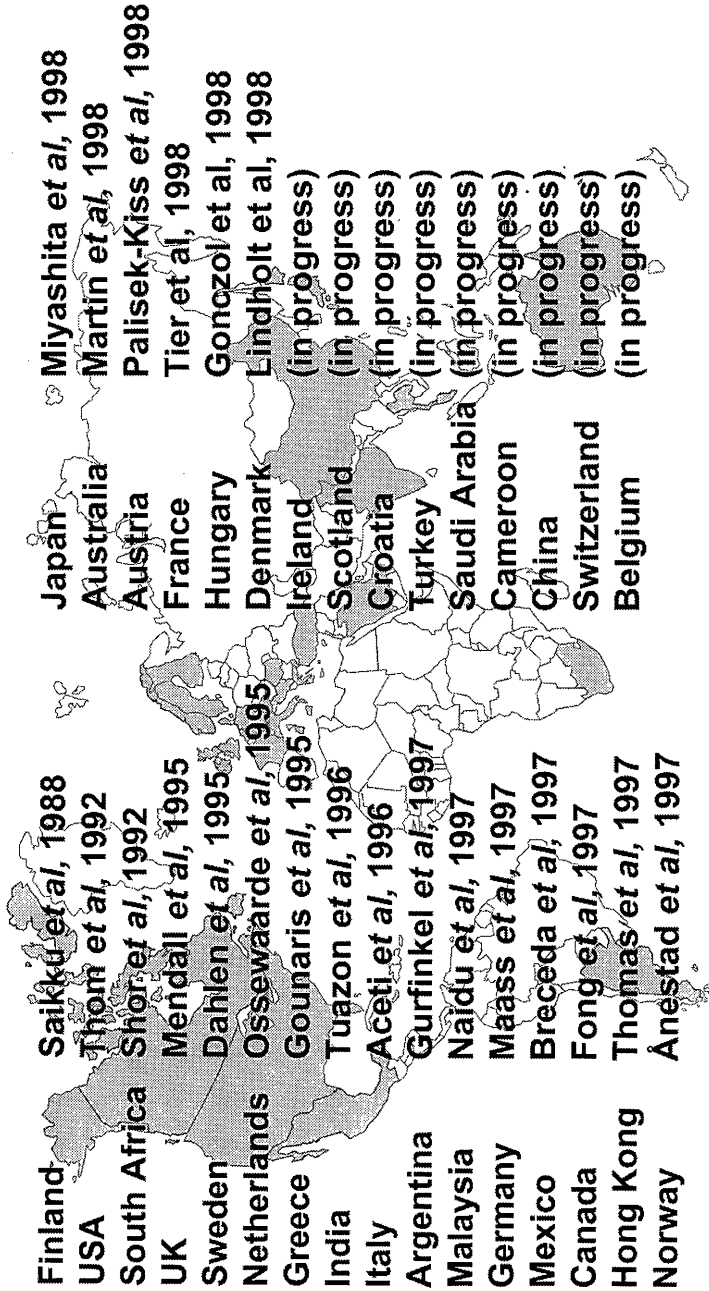 Finland Saikku et al, 1988
USA Thom et al, 1992
South Africa Shor et al, 1992
UK Mendall et al, 1995
Sweden Dahlen et al, 1995
Netherlands Ossewaarde et al, 1995
Greece Gounaris et al, 1995
India Tuazon et al, 1996
Italy Aceti et al, 1996
Argentina Gurfinkel et al, 1997
Malaysia Naidu et al, 1997
Germany Maass et al, 1997
Mexico Breceda et al, 1997
Canada Fong et al, 1997
Hong Kong Thomas et al, 1997
Norway Ånestad et al, 1997
Japan Miyashita et al, 1998
Australia Martin et al, 1998
Austria Palisek-Kiss et al, 1998
France Tier et al, 1998
Hungary Gonczol et al, 1998
Denmark Lindholt et al, 1998
Ireland (in progress)
Scotland (in progress)
Croatia (in progress)
Turkey (in progress)
Saudi Arabia (in progress)
Cameroon (in progress)
China (in progress)
Switzerland (in progress)
Belgium (in progress)